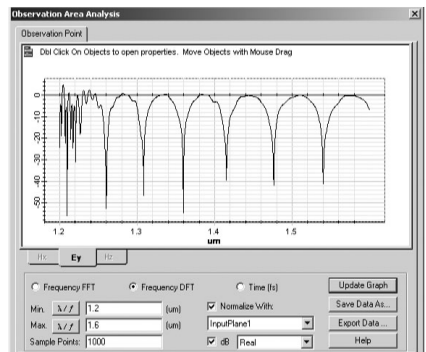 Observation Area Analysis
Observation Point
Dbl Click On Objects to open properties. Move Objects with Mouse Drag
0
-10
-20
-30
-40
-50
1.2 1.3 1.4 1.5
um
Hx Ey Hz
Frequency FFT Frequency DFT Time (fs) Update Graph
Min. λ / f 1.2 (um) Normalize With: Save Data As...
Max. λ / f 1.6 (um) InputPlane1 Export Data ...
Sample Points: 1000 dB Real Help